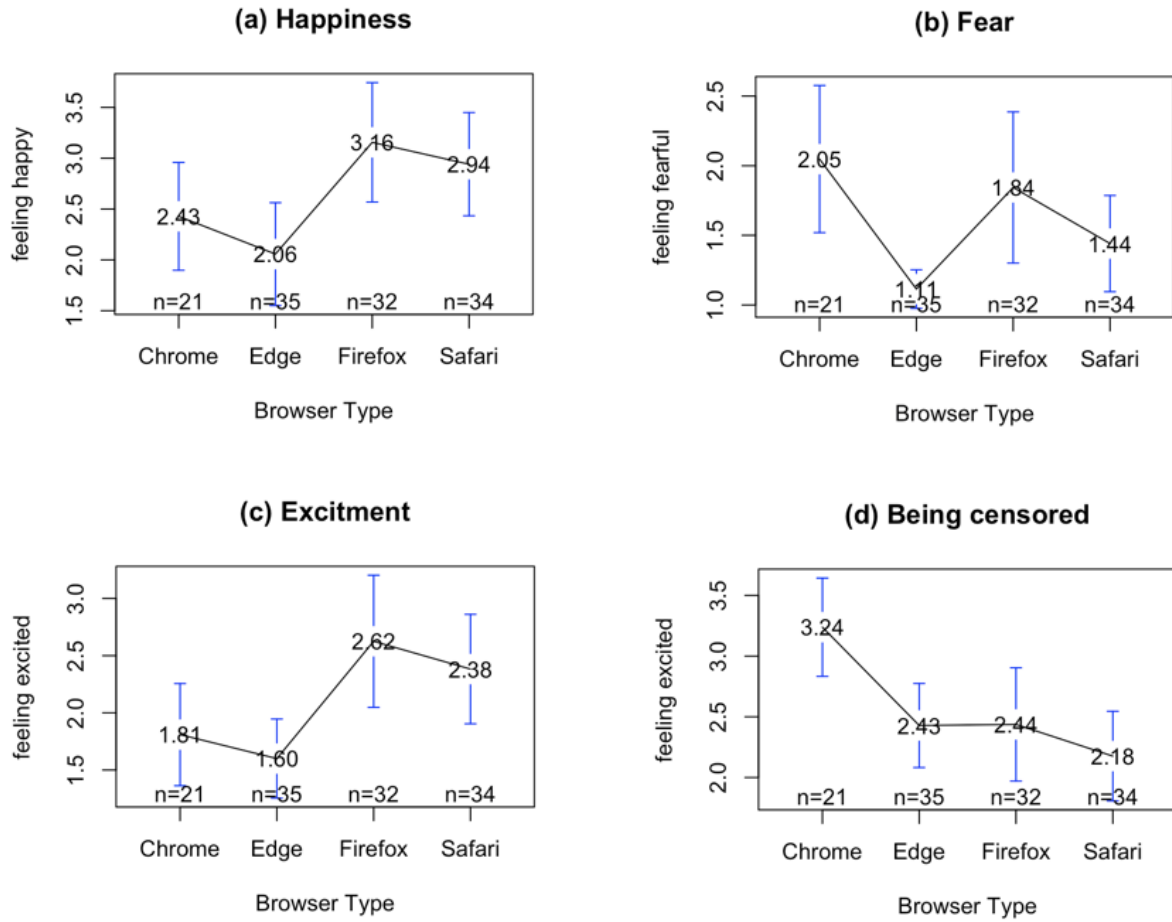 (a) Happiness
feeling happy
3.5
3.0
2.5
2.0
1.5
2.43
2.06
3.16
2.94
n=21 n=35 n=32 n=34
Chrome Edge Firefox Safari
Browser Type
(b) Fear
feeling fearful
2.5
2.0
1.5
1.0
2.05
1.11
1.84
1.44
n=21 n=35 n=32 n=34
Chrome Edge Firefox Safari
Browser Type
(c) Excitment
feeling excited
3.0
2.5
2.0
1.5
1.81
1.60
2.62
2.38
n=21 n=35 n=32 n=34
Chrome Edge Firefox Safari
Browser Type
(d) Being censored
feeling excited
3.5
3.0
2.5
2.0
3.24
2.43
2.44
2.18
n=21 n=35 n=32 n=34
Chrome Edge Firefox Safari
Browser Type